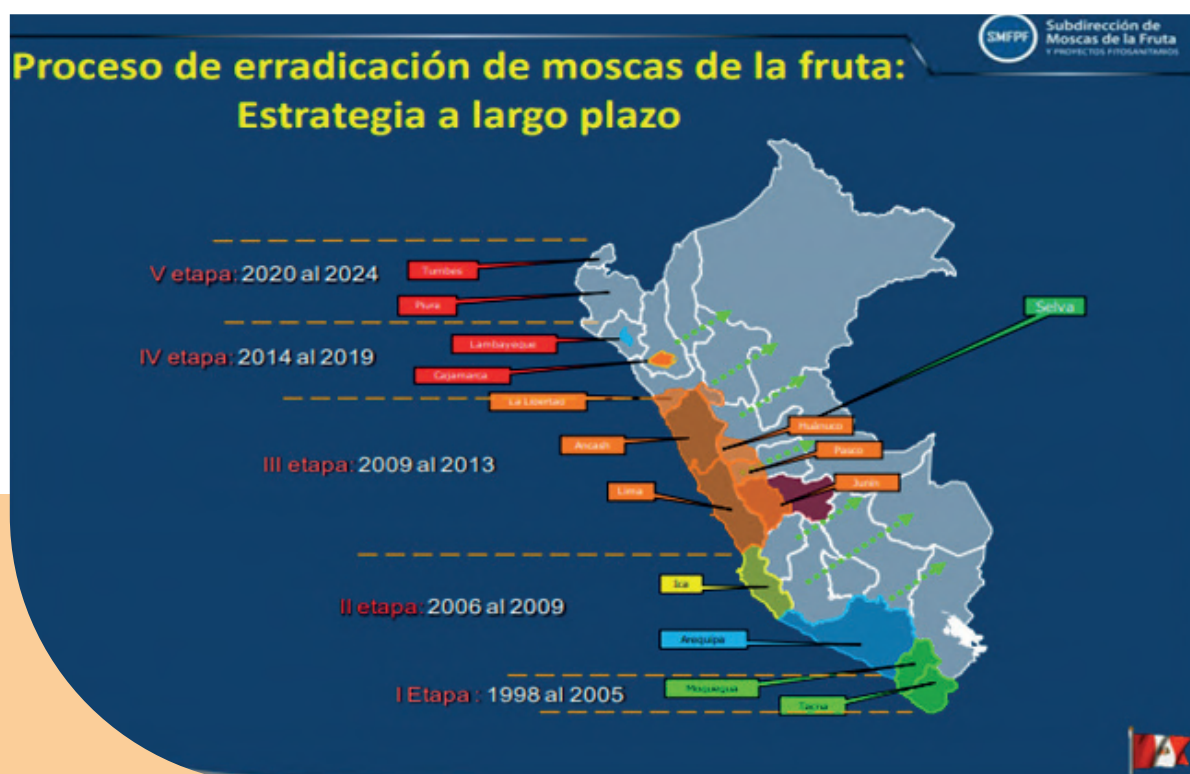 SMFPF
Subdirección de
Moscas de la Fruta
Y PROYECTOS FITOSANITARIOS
Proceso de erradicación de moscas de la fruta:
Estrategia a largo plazo
V etapa: 2020 al 2024
Tumbes
Piura
Selva
IV etapa: 2014 al 2019
Lambayeque
Cajamarca
La Libertad
Ancash
Huánuco
Pasco
III etapa: 2009 al 2013
Lima
Junín
II etapa: 2006 al 2009
Ica
Arequipa
I Etapa : 1998 al 2005
Moquegua
Tacna